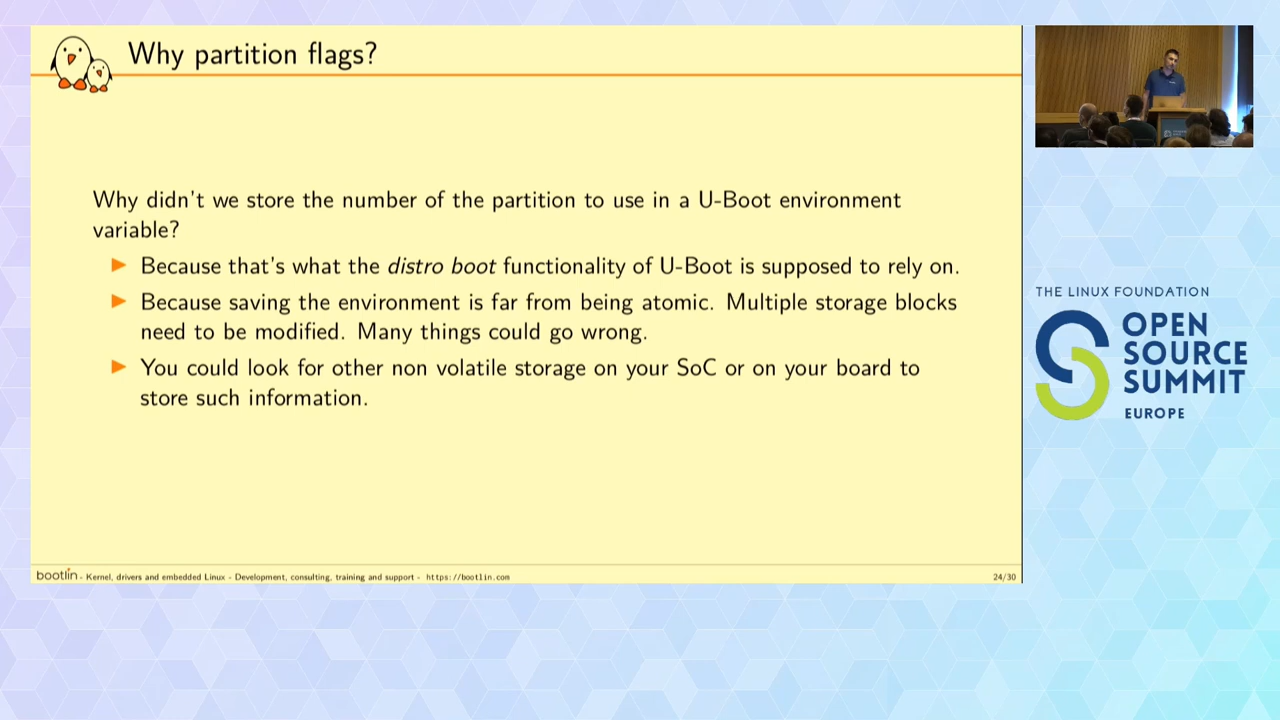 Why partition flags?
Why didn't we store the number of the partition to use in a U-Boot environment
variable?
Because that's what the distro boot functionality of U-Boot is supposed to rely on.
Because saving the environment is far from being atomic. Multiple storage blocks
need to be modified. Many things could go wrong.
You could look for other non volatile storage on your SoC or on your board to
store such information.
bootlin - Kernel, drivers and embedded Linux - Development, consulting, training and support - https://bootlin.com
24/30
THE LINUX FOUNDATION
OPEN
SOURCE
SUMMIT
EUROPE